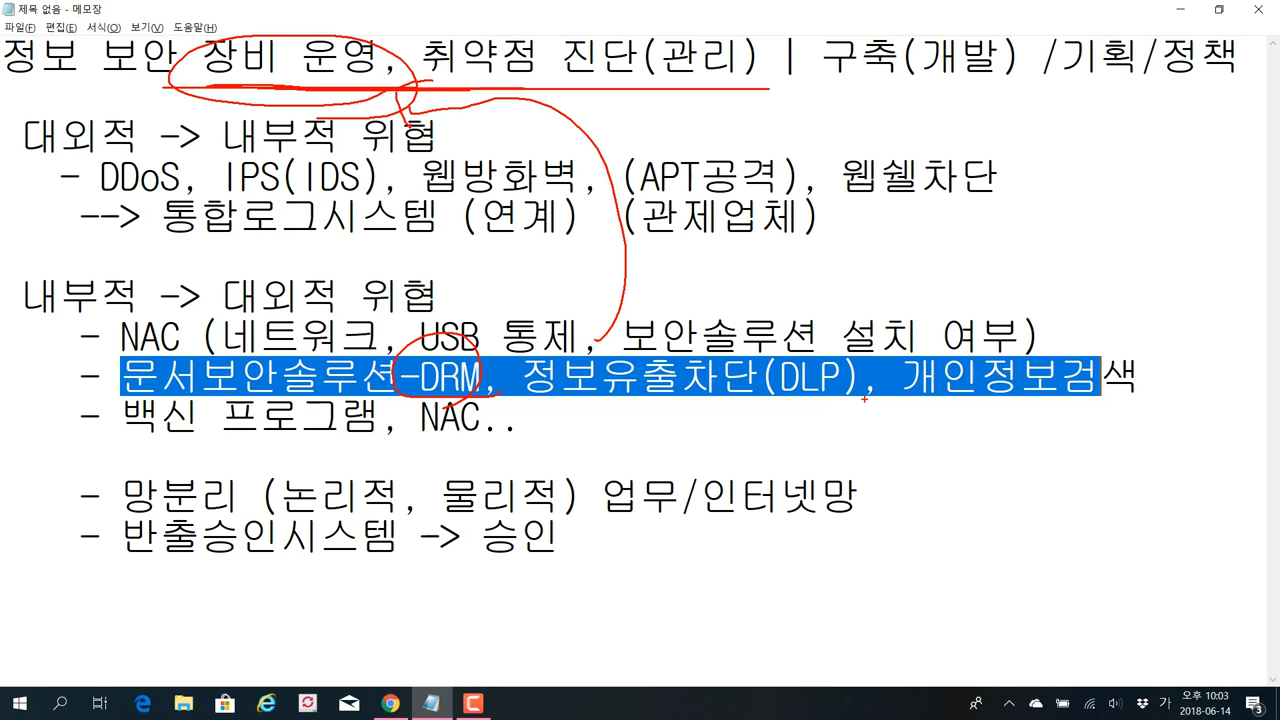 제목 없음 - 메모장
파일(F) 편집(E) 서식(O) 보기(V) 도움말(H)
정보 보안 장비 운영, 취약점 진단(관리) | 구축(개발) /기획/정책
대외적 -> 내부적 위협
- DDoS, IPS(IDS), 웹방화벽, (APT공격), 웹쉘차단
--> 통합로그시스템 (연계) (관제업체)
내부적 -> 대외적 위협
- NAC (네트워크, USB 통제, 보안솔루션 설치 여부)
- 문서보안솔루션-DRM, 정보유출차단(DLP), 개인정보검색
- 백신 프로그램, NAC..
- 망분리 (논리적, 물리적) 업무/인터넷망
- 반출승인시스템 -> 승인
가 오후 10:03
2018-06-14
3